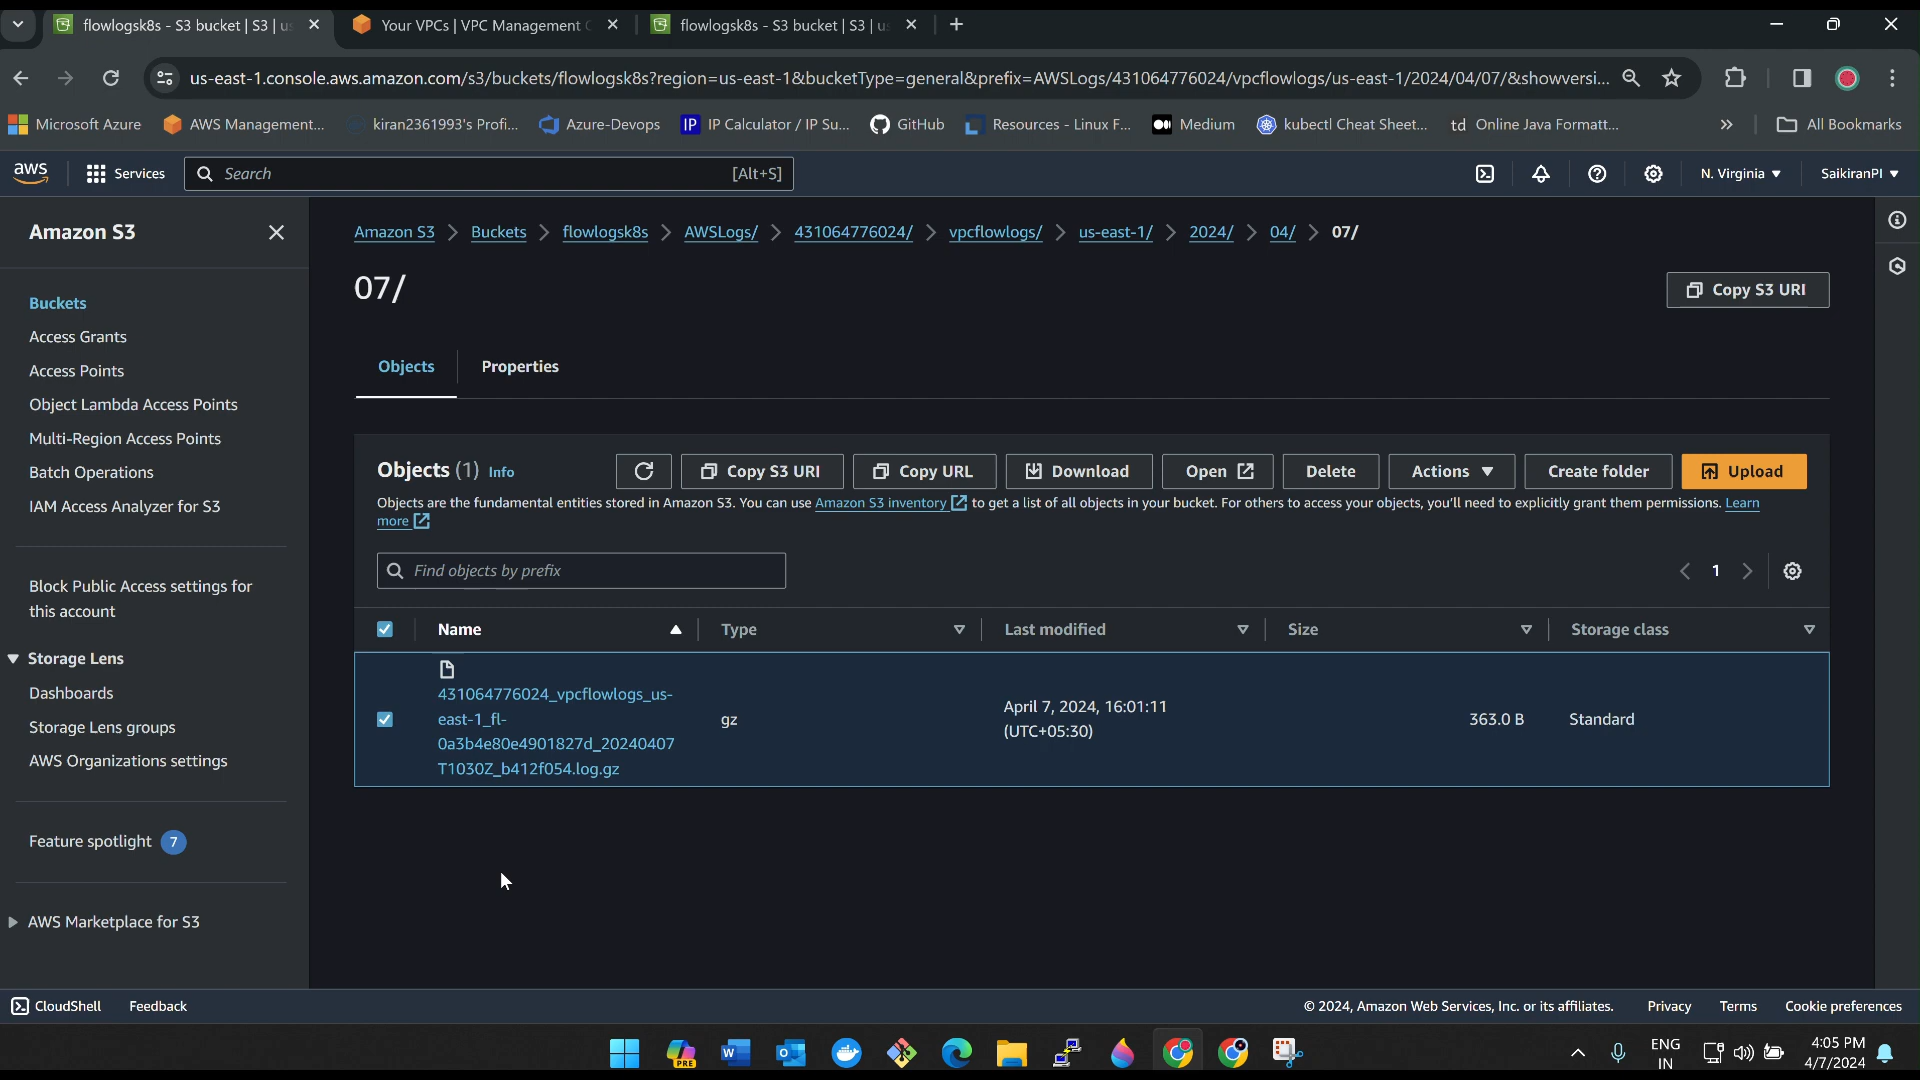 flowlogsk8s - S3 bucket | S3 | us
Your VPCs | VPC Management C
flowlogsk8s - S3 bucket | S3 | us
us-east-1.console.aws.amazon.com/s3/buckets/flowlogsk8s?region=us-east-1&bucketType=general&prefix=AWSLogs/431064776024/vpcflowlogs/us-east-1/2024/04/07/&showversi...
Microsoft Azure
AWS Management...
kiran2361993's Profi...
Azure-Devops
IP
IP Calculator / IP Su...
GitHub
Resources - Linux F...
Medium
kubectl Cheat Sheet...
td
Online Java Formatt...
All Bookmarks
aws
Services
Search
[Alt+S]
N. Virginia
SaikiranPI
Amazon S3
Buckets
Access Grants
Access Points
Object Lambda Access Points
Multi-Region Access Points
Batch Operations
IAM Access Analyzer for S3
Block Public Access settings for
this account
Storage Lens
Dashboards
Storage Lens groups
AWS Organizations settings
Feature spotlight
7
AWS Marketplace for S3
Amazon S3
Buckets
flowlogsk8s
AWSLogs/
431064776024/
vpcflowlogs/
us-east-1/
2024/
04/
07/
07/
Copy S3 URI
Objects
Properties
Objects (1)
Info
Copy S3 URI
Copy URL
Download
Open
Delete
Actions
Create folder
Upload
Objects are the fundamental entities stored in Amazon S3. You can use Amazon S3 inventory to get a list of all objects in your bucket. For others to access your objects, you'll need to explicitly grant them permissions. Learn
more
Find objects by prefix
1
Name
Type
Last modified
Size
Storage class
431064776024_vpcflowlogs_us-
east-1_fl-
0a3b4e80e4901827d_20240407
T1030Z_b412f054.log.gz
gz
April 7, 2024, 16:01:11
(UTC+05:30)
363.0 B
Standard
CloudShell
Feedback
© 2024, Amazon Web Services, Inc. or its affiliates.
Privacy
Terms
Cookie preferences
PRE
ENG
IN
4:05 PM
4/7/2024